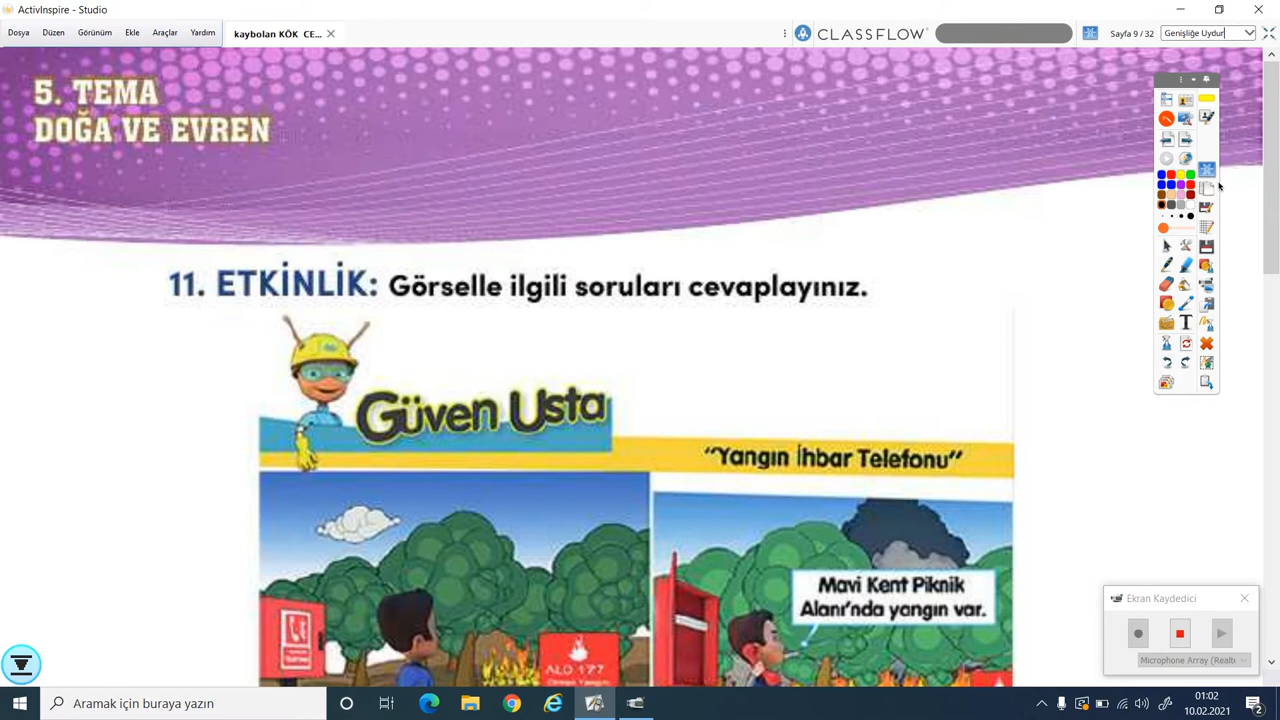 ActivInspire - Studio
Dosya Düzen Görünüm Ekle Araçlar Yardım
kaybolan KÖK CE...
CLASSFLOW
Sayfa 9 / 32
Genişliğe Uydur
5. TEMA
DOĞA VE EVREN
11. ETKİNLİK: Görselle ilgili soruları cevaplayınız.
Güven Usta
"Yangın İhbar Telefonu"
Mavi Kent Piknik
Alanı'nda yangın var.
ALO 177
Ekran Kaydedici
Microphone Array (Realt
Aramak için buraya yazın
01:02
10.02.2021
2